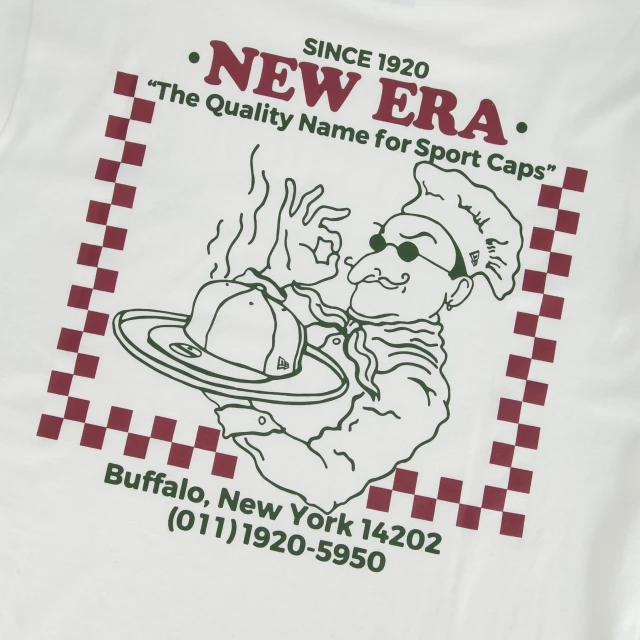 SINCE 1920
• NEW ERA •
“The Quality Name for Sport Caps”
Buffalo, New York 14202
(011)1920-5950